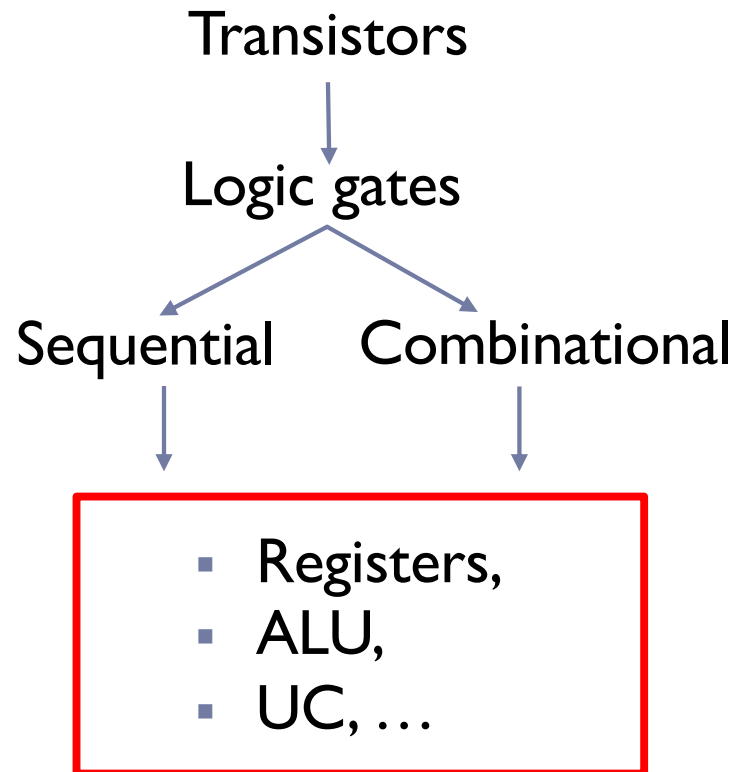 Transistors
Logic gates
Sequential Combinational
▪ Registers,
▪ ALU,
▪ UC, …